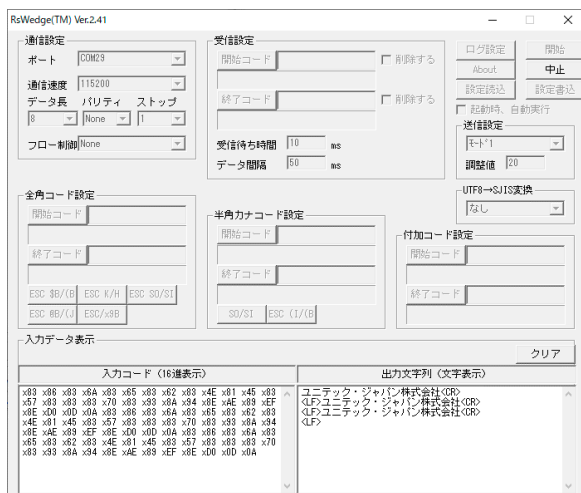 RsWedge(TM) Ver.2.41
通信設定
ポート COM29
通信速度 115200
データ長 パリティ ストップ
8 None 1
フロー制御 None
受信設定
開始コード 削除する
終了コード 削除する
受信待ち時間 10 ms
データ間隔 50 ms
ログ設定 開始
About 中止
設定読込 設定書込
起動時、自動実行
送信設定
モード1
調整値 20
UTF8→SJIS変換
なし
全角コード設定
開始コード
終了コード
ESC $B/(B ESC K/H ESC SO/SI
ESC @B/(J ESC/x@B
半角カナコード設定
開始コード
終了コード
SO/SI ESC (I/(B
付加コード設定
開始コード
終了コード
入力データ表示
クリア
入力コード (16進表示)
x83 x86 x83 x6A x83 x65 x83 x62 x83 x4E x81 x45 x83
x57 x83 x83 x83 x70 x83 x93 x8A x94 x8E xAE x89 xEF
x8E xD0 x0D x0A x83 x86 x83 x6A x83 x65 x83 x62 x83
x4E x81 x45 x83 x57 x83 x83 x83 x70 x83 x93 x8A x94
x8E xAE x89 xEF x8E xD0 x0D x0A x83 x86 x83 x6A x83
x65 x83 x62 x83 x4E x81 x45 x83 x57 x83 x83 x83 x70
x83 x93 x8A x94 x8E xAE x89 xEF x8E xD0 x0D x0A
出力文字列 (文字表示)
ユニテック・ジャパン株式会社<CR>
<LF>ユニテック・ジャパン株式会社<CR>
<LF>ユニテック・ジャパン株式会社<CR>
<LF>